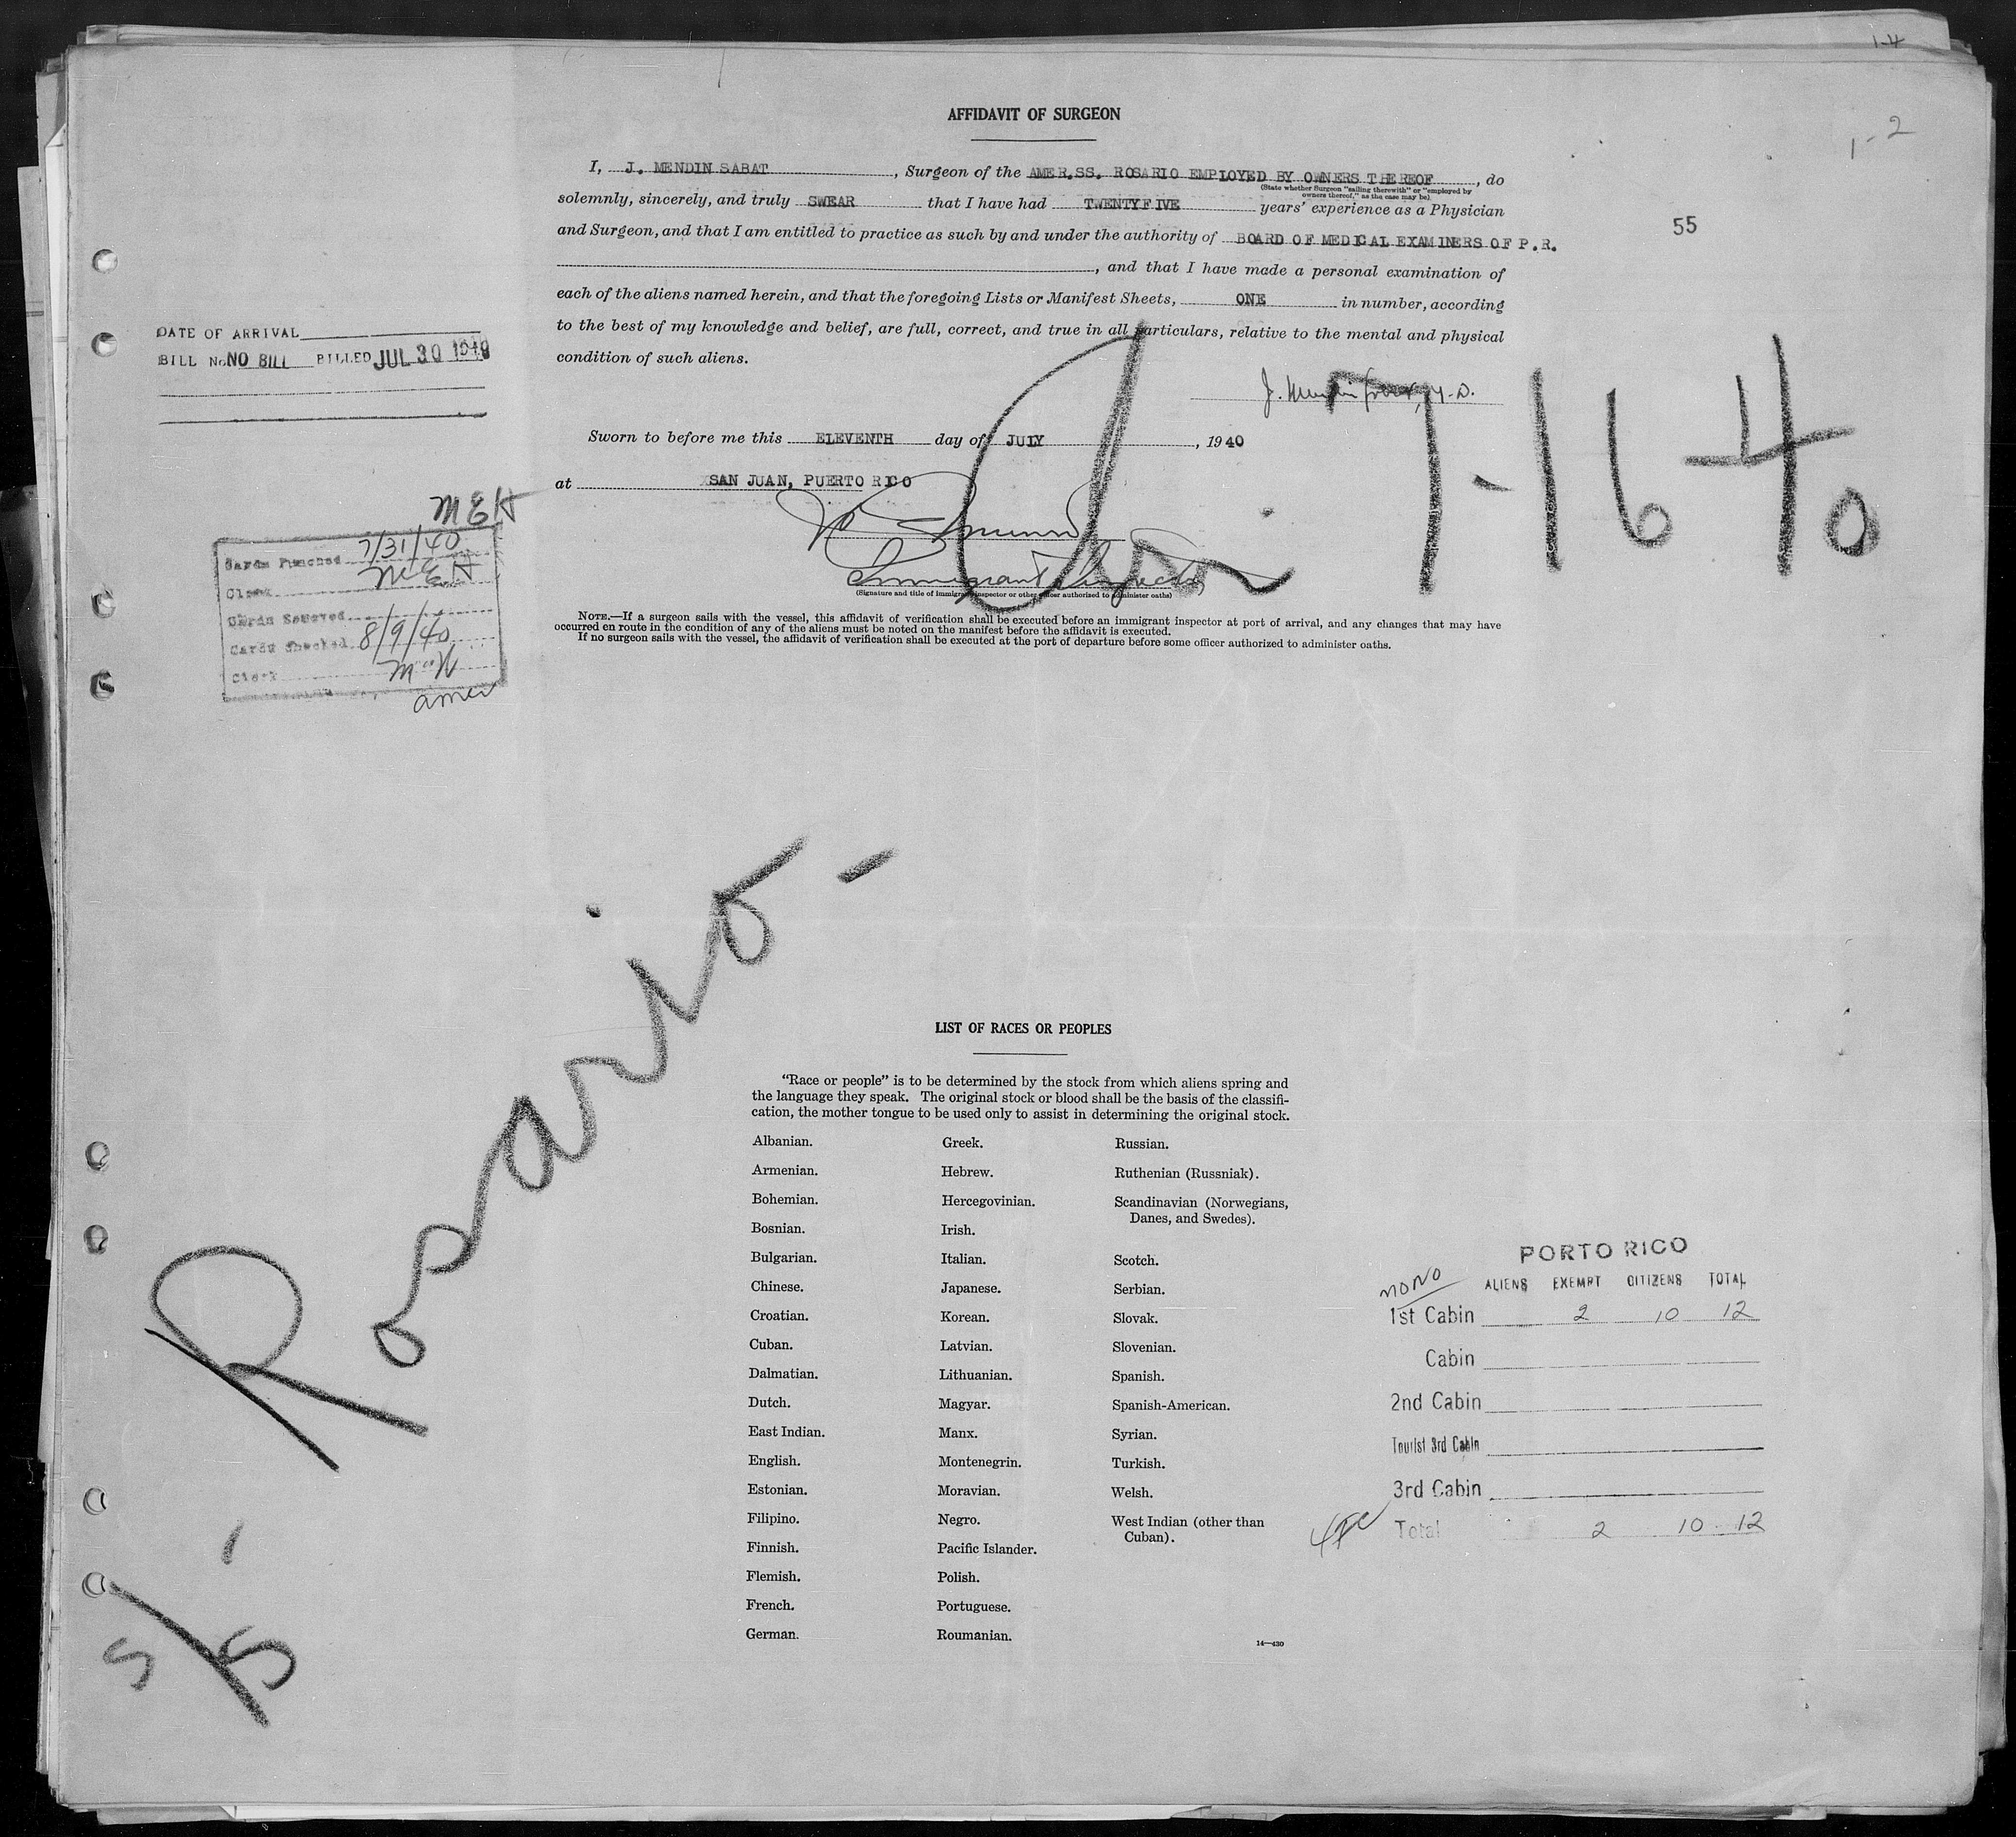 1-4
1-2
AFFIDAVIT OF SURGEON
I, J. MENDIN SABAT, Surgeon of the AMER.SS. ROSARIO EMPLOYED BY OWNERS THEREOF, do
(State whether Surgeon "sailing therewith" or "employed by
owners thereof," as the case may be)
solemnly, sincerely, and truly SWEAR that I have had TWENTYFIVE years' experience as a Physician
and Surgeon, and that I am entitled to practice as such by and under the authority of BOARD OF MEDICAL EXAMINERS OF P.R.
, and that I have made a personal examination of
each of the aliens named herein, and that the foregoing Lists or Manifest Sheets, ONE in number, according
to the best of my knowledge and belief, are full, correct, and true in all particulars, relative to the mental and physical
condition of such aliens.
55
J. Mendin Sabat, M.D.
Sworn to before me this ELEVENTH day of JULY, 1940
at XSAN JUAN, PUERTO RICO
Immigrant Inspector
(Signature and title of immigrant inspector or other officer authorized to administer oaths)
NOTE.—If a surgeon sails with the vessel, this affidavit of verification shall be executed before an immigrant inspector at port of arrival, and any changes that may have
occurred en route in the condition of any of the aliens must be noted on the manifest before the affidavit is executed.
If no surgeon sails with the vessel, the affidavit of verification shall be executed at the port of departure before some officer authorized to administer oaths.
7-16 40
DATE OF ARRIVAL
BILL No NO BILL BILLED JUL 30 1940
MEH
Cards Punched 7/31/40
Clerk MEH
Cards Removed
Cards Checked 8/9/40
Clerk
amer
S/S - Rosario -
LIST OF RACES OR PEOPLES
"Race or people" is to be determined by the stock from which aliens spring and
the language they speak. The original stock or blood shall be the basis of the classifi-
cation, the mother tongue to be used only to assist in determining the original stock.
Albanian.
Armenian.
Bohemian.
Bosnian.
Bulgarian.
Chinese.
Croatian.
Cuban.
Dalmatian.
Dutch.
East Indian.
English.
Estonian.
Filipino.
Finnish.
Flemish.
French.
German.
Greek.
Hebrew.
Hercegovinian.
Irish.
Italian.
Japanese.
Korean.
Latvian.
Lithuanian.
Magyar.
Manx.
Montenegrin.
Moravian.
Negro.
Pacific Islander.
Polish.
Portuguese.
Roumanian.
Russian.
Ruthenian (Russniak).
Scandinavian (Norwegians,
Danes, and Swedes).
Scotch.
Serbian.
Slovak.
Slovenian.
Spanish.
Spanish-American.
Syrian.
Turkish.
Welsh.
West Indian (other than
Cuban).
14—430
PORTO RICO
MONO ALIENS EXEMPT CITIZENS TOTAL
1st Cabin 2 10 12
Cabin
2nd Cabin
Tourist 3rd Cabin
3rd Cabin
Total 2 10 12